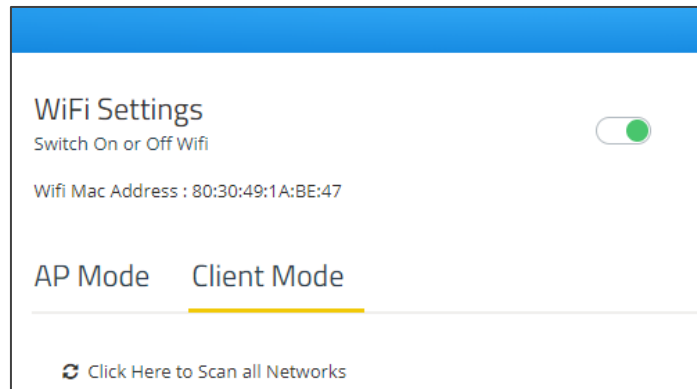 WiFi Settings
Switch On or Off Wifi
Wifi Mac Address : 80:30:49:1A:BE:47
AP Mode Client Mode
Click Here to Scan all Networks